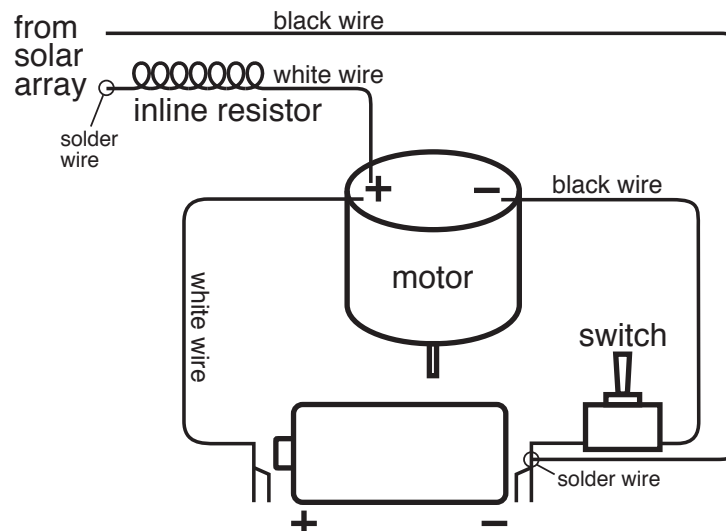 from
solar
array
black wire
white wire
inline resistor
solder
wire
+
–
black wire
motor
white wire
switch
solder wire
+
–